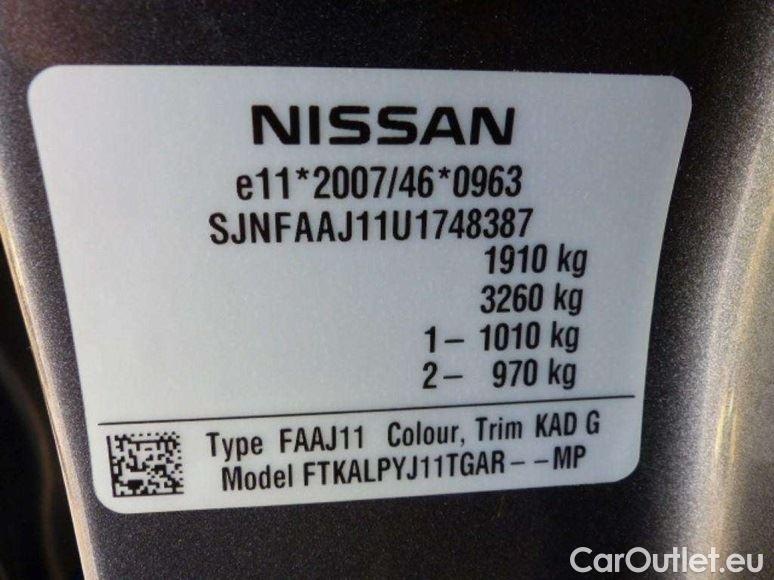 NISSAN
e11*2007/46*0963
SJNFAAJ11U1748387
1910 kg
3260 kg
1– 1010 kg
2– 970 kg
Type FAAJ11 Colour, Trim KAD G
Model FTKALPYJ11TGAR––MP
CarOutlet.eu